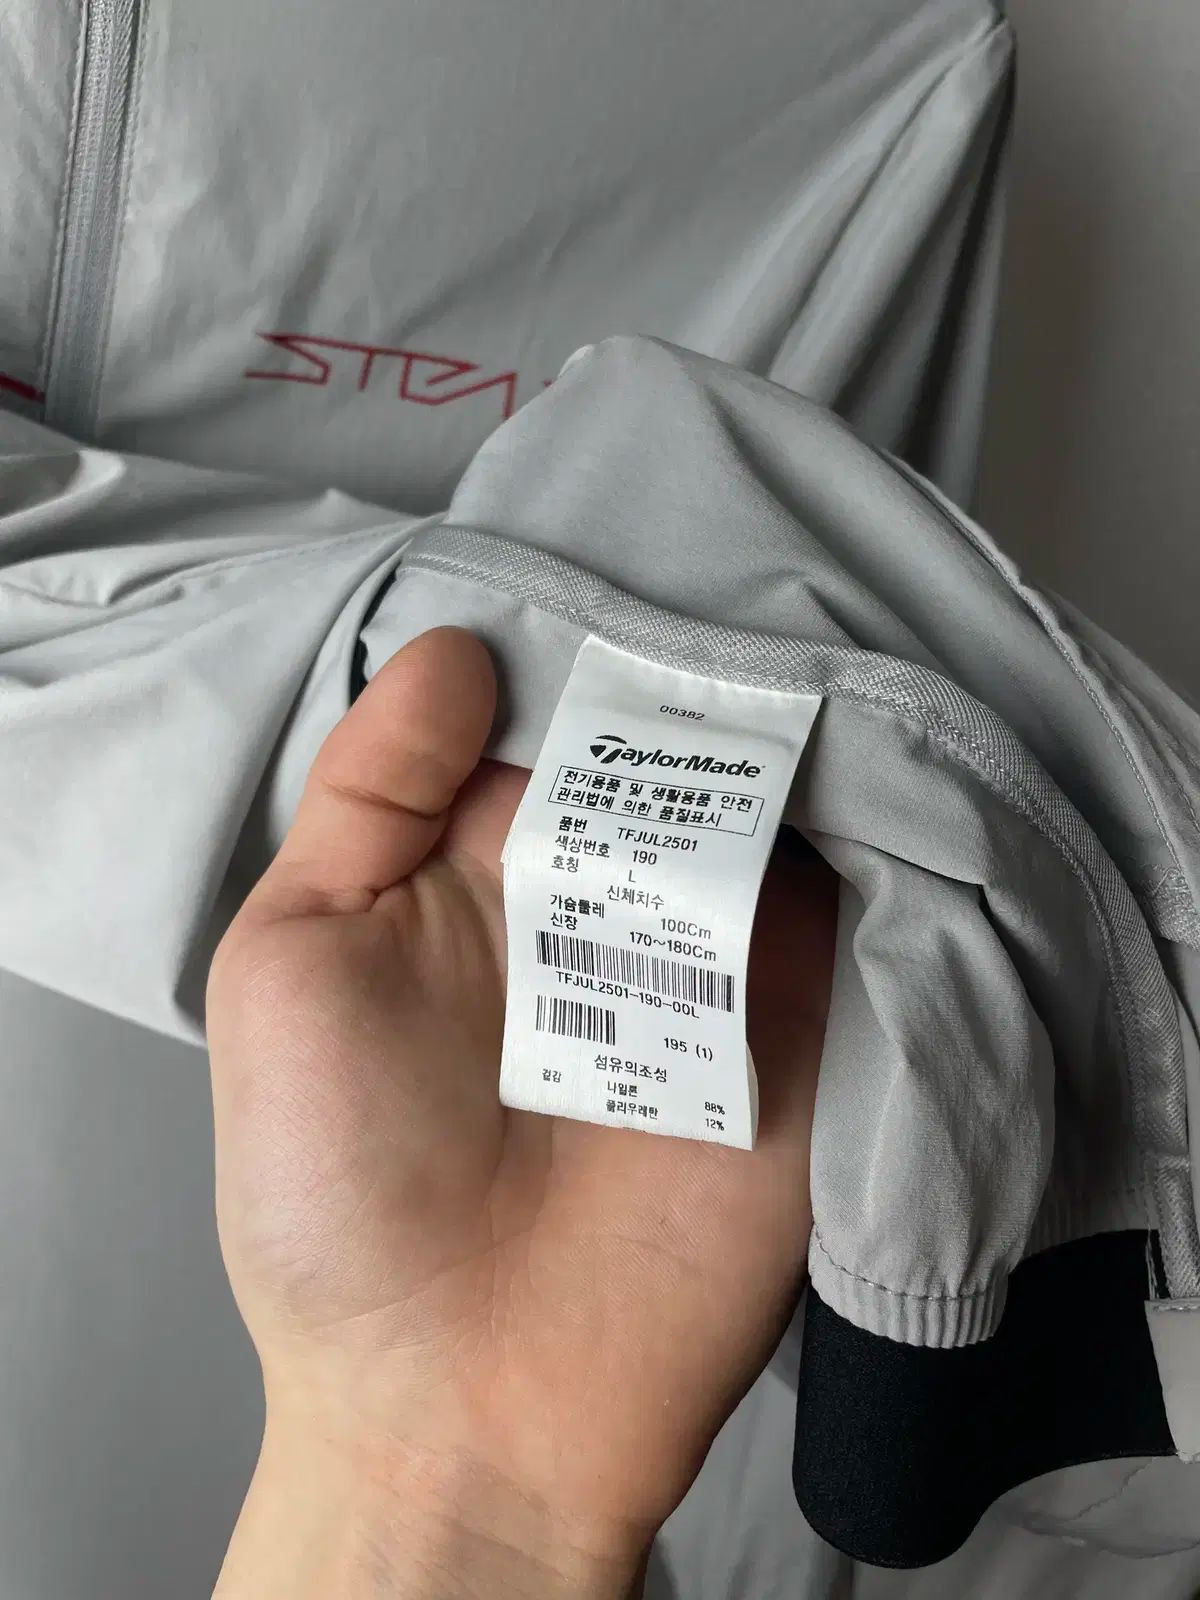 00382
TaylorMade
전기용품 및 생활용품 안전
관리법에 의한 품질표시
품번 TFJUL2501
색상번호 190
호칭 L
신체치수
가슴둘레 100Cm
신장 170~180Cm
TFJUL2501-190-00L
195 (1)
섬유의조성
겉감 나일론 88%
폴리우레탄 12%